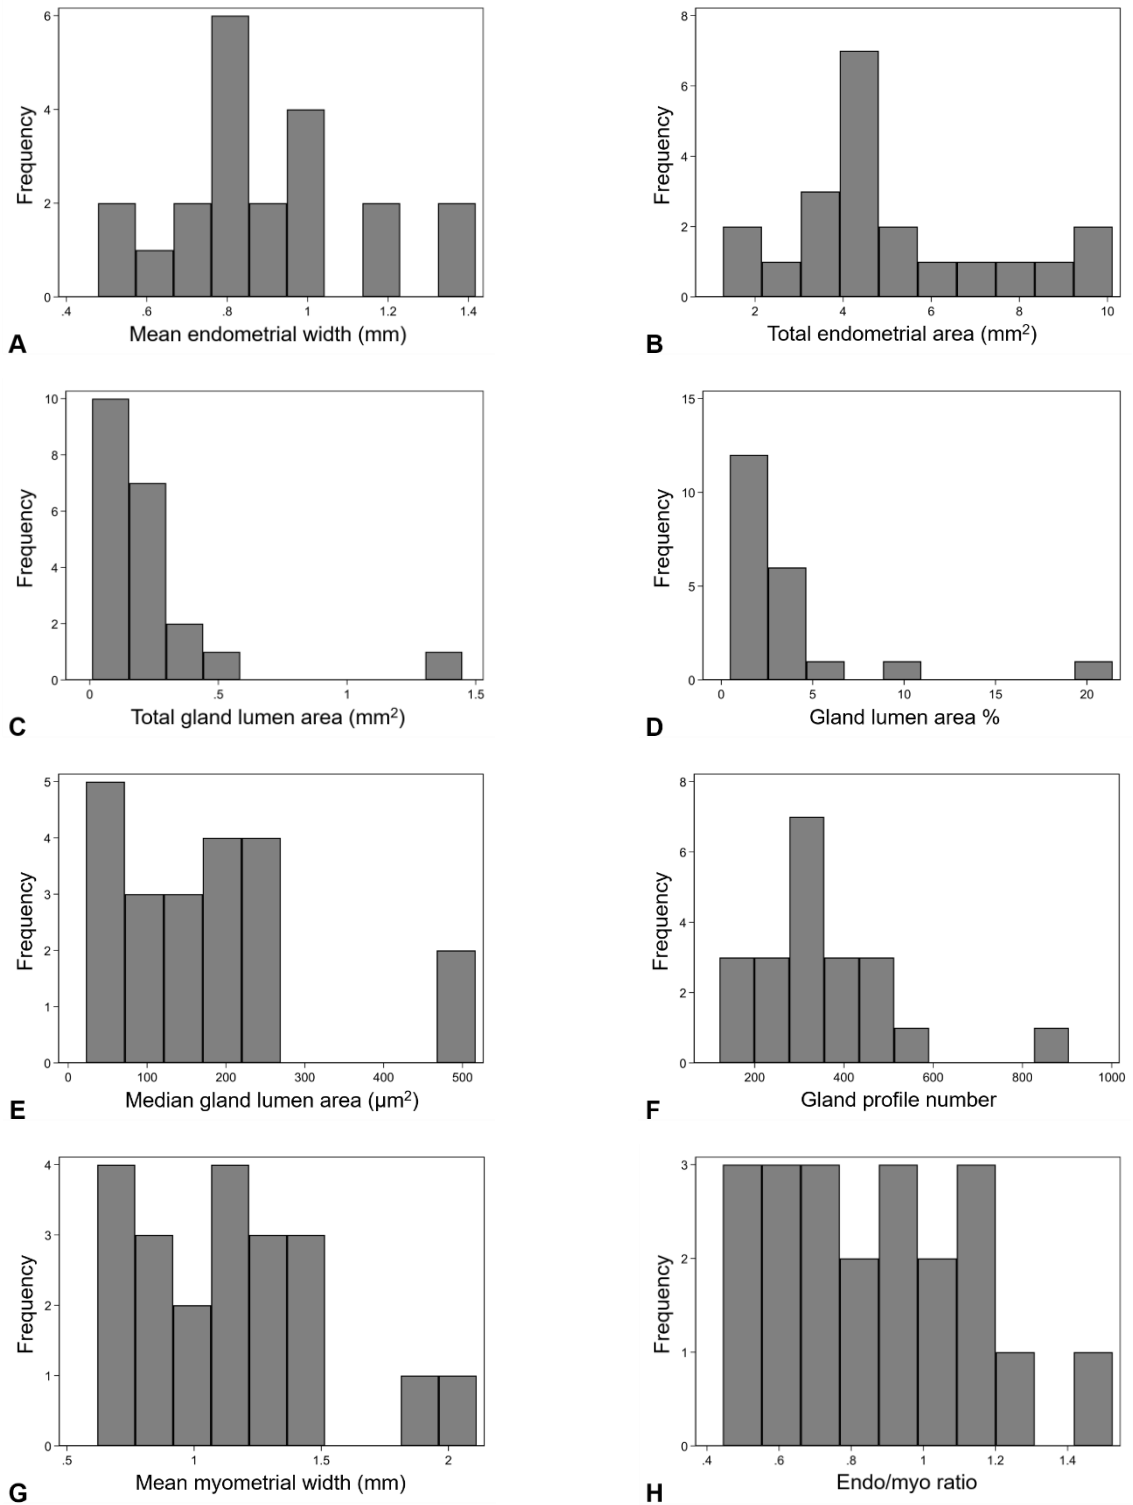 6
4
2
0
Frequency
.4 .6 .8 1 1.2 1.4
Mean endometrial width (mm)
A
8
6
4
2
0
Frequency
2 4 6 8 10
Total endometrial area (mm²)
B
10
8
6
4
2
0
Frequency
0 .5 1 1.5
Total gland lumen area (mm²)
C
15
10
5
0
Frequency
0 5 10 15 20
Gland lumen area %
D
5
4
3
2
1
0
Frequency
0 100 200 300 400 500
Median gland lumen area (µm²)
E
8
6
4
2
0
Frequency
200 400 600 800 1000
Gland profile number
F
4
3
2
1
0
Frequency
.5 1 1.5 2
Mean myometrial width (mm)
G
3
2
1
0
Frequency
.4 .6 .8 1 1.2 1.4
Endo/myo ratio
H